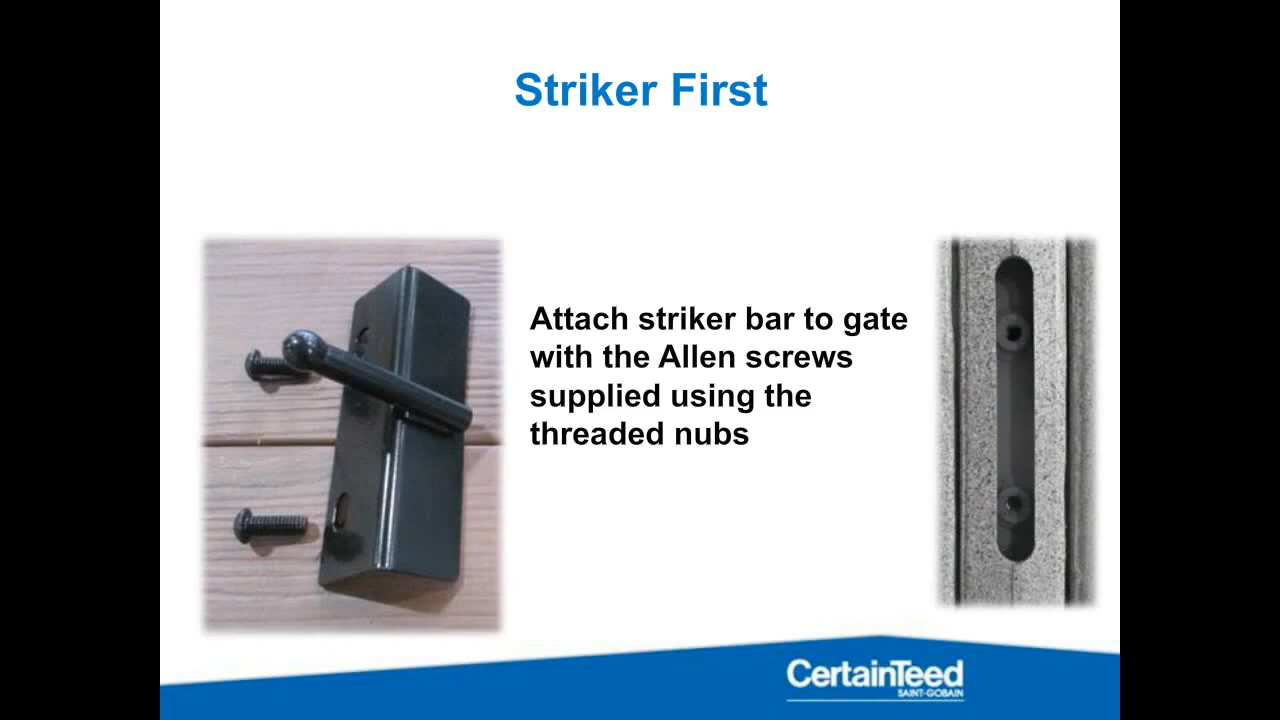 Striker First
Attach striker bar to gate
with the Allen screws
supplied using the
threaded nubs
CertainTeed
SAINT-GOBAIN